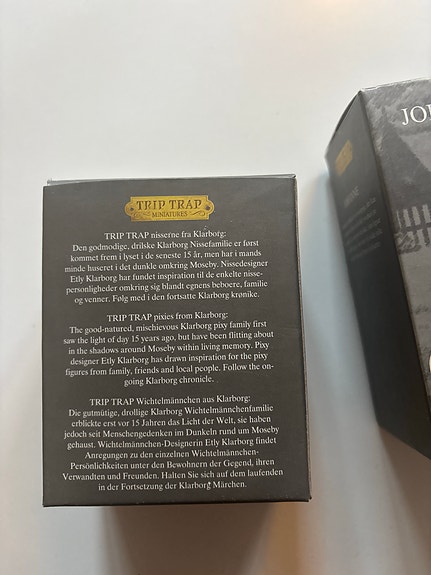 TRIP TRAP
MINIATURES
TRIP TRAP nisserne fra Klarborg:
Den godmodige, drilske Klarborg Nissefamilie er først
kommet frem i lyset i de seneste 15 år, men har i mands
minde huseret i det dunkle omkring Moseby. Nissedesigner
Etly Klarborg har fundet inspiration til de enkelte nisse-
personligheder omkring sig blandt egnens beboere, familie
og venner. Følg med i den fortsatte Klarborg krønike.
TRIP TRAP pixies from Klarborg:
The good-natured, mischievous Klarborg pixy family first
saw the light of day 15 years ago, but have been flitting about
in the shadows around Moseby within living memory. Pixy
designer Etly Klarborg has drawn inspiration for the pixy
figures from family, friends and local people. Follow the on-
going Klarborg chronicle.
TRIP TRAP Wichtelmännchen aus Klarborg:
Die gutmütige, drollige Klarborg Wichtelmännchenfamilie
erblickte erst vor 15 Jahren das Licht der Welt, sie haben
jedoch seit Menschengedenken im Dunkeln rund um Moseby
gehaust. Wichtelmännchen-Designerin Etly Klarborg findet
Anregungen zu den einzelnen Wichtelmännchen-
Persönlichkeiten unter den Bewohnern der Gegend, ihren
Verwandten und Freunden. Halten Sie sich auf dem laufenden
in der Fortsetzung der Klarborg Märchen.
TRIP TRAP